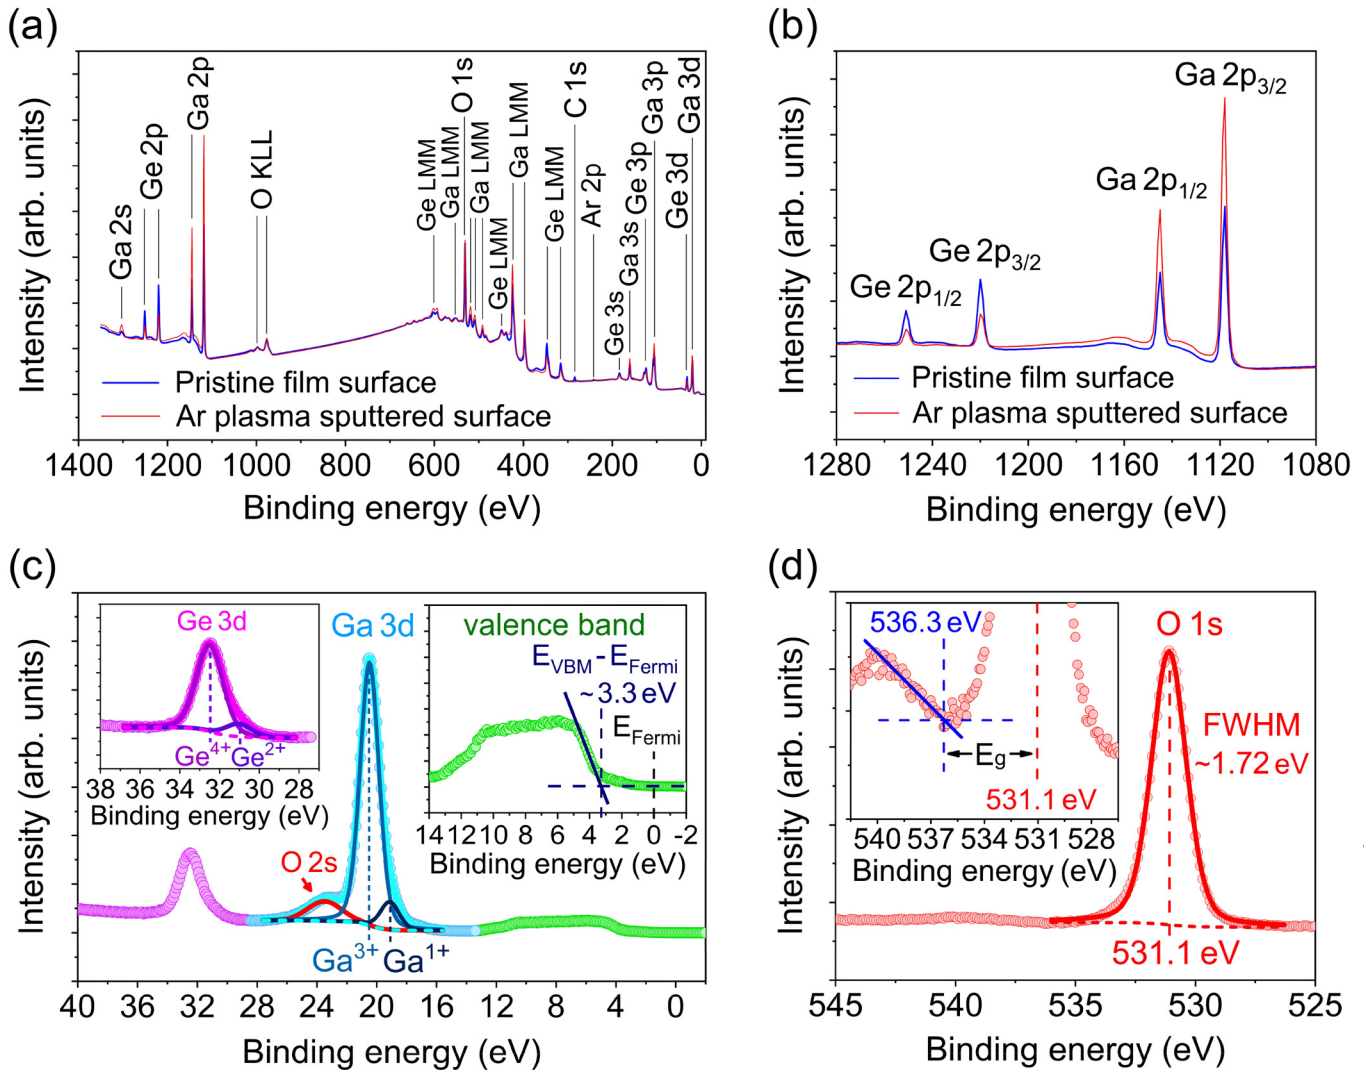 (a)
Intensity (arb. units)
Ga 2s
Ge 2p
Ga 2p
O KLL
Ge LMM
Ga LMM
O 1s
Ga LMM
Ge LMM
Ga LMM
Ge LMM
C 1s
Ar 2p
Ge 3s
Ga 3s
Ge 3p
Ga 3p
Ge 3d
Ga 3d
Pristine film surface
Ar plasma sputtered surface
1400 1200 1000 800 600 400 200 0
Binding energy (eV)
(b)
Intensity (arb. units)
Ge 2p1/2
Ge 2p3/2
Ga 2p1/2
Ga 2p3/2
Pristine film surface
Ar plasma sputtered surface
1280 1240 1200 1160 1120 1080
Binding energy (eV)
(c)
Intensity (arb. units)
Ge 3d
Ge4+ Ge2+
38 36 34 32 30 28
Binding energy (eV)
Ga 3d
valence band
EVBM - EFermi
~3.3 eV
EFermi
14 12 10 8 6 4 2 0 -2
Binding energy (eV)
O 2s
Ga3+ Ga1+
40 36 32 28 24 20 16 12 8 4 0
Binding energy (eV)
(d)
Intensity (arb. units)
536.3 eV
Eg
531.1 eV
540 537 534 531 528
Binding energy (eV)
O 1s
FWHM
~1.72 eV
531.1 eV
545 540 535 530 525
Binding energy (eV)